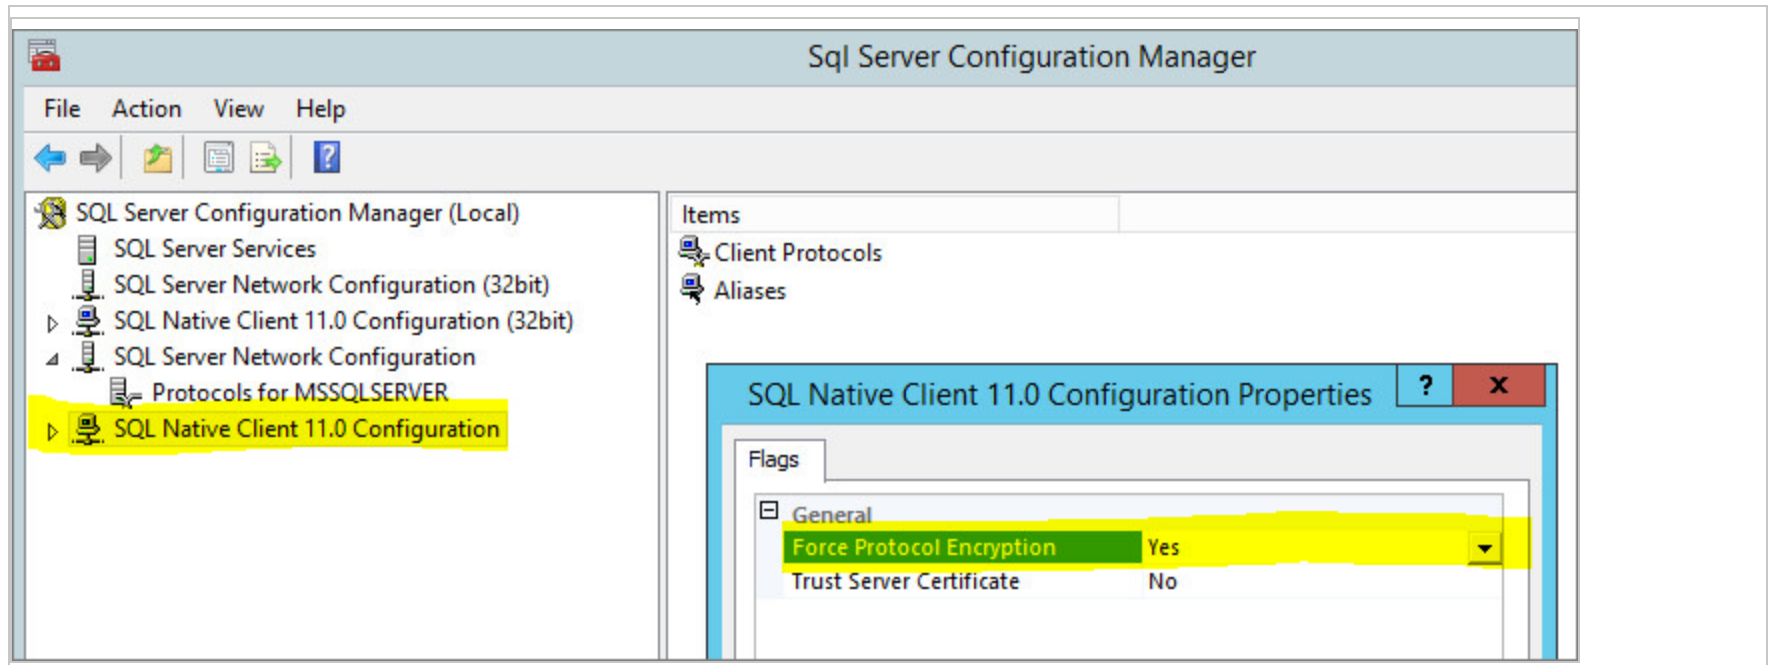 Sql Server Configuration Manager
File Action View Help
?
SQL Server Configuration Manager (Local)
SQL Server Services
SQL Server Network Configuration (32bit)
SQL Native Client 11.0 Configuration (32bit)
SQL Server Network Configuration
Protocols for MSSQLSERVER
SQL Native Client 11.0 Configuration
Items
Client Protocols
Aliases
SQL Native Client 11.0 Configuration Properties ? x
Flags
General
Force Protocol Encryption Yes
Trust Server Certificate No